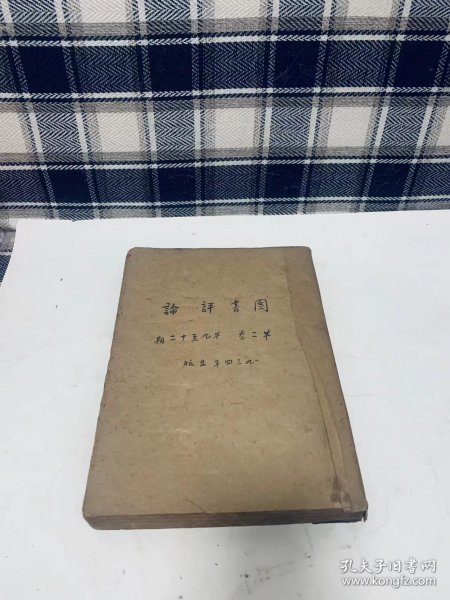 圖書評論
第二卷 第九至十二期
一九三四年出版
孔夫子旧书网
www.kongfz.com